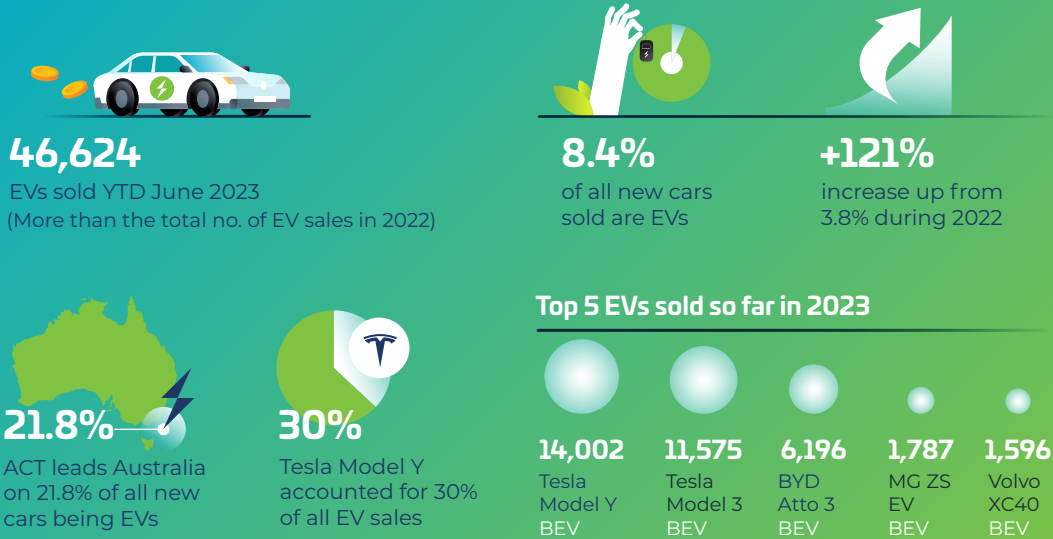 46,624
EVs sold YTD June 2023
(More than the total no. of EV sales in 2022)
8.4%
of all new cars
sold are EVs
+121%
increase up from
3.8% during 2022
21.8%
ACT leads Australia
on 21.8% of all new
cars being EVs
30%
Tesla Model Y
accounted for 30%
of all EV sales
Top 5 EVs sold so far in 2023
14,002
Tesla
Model Y
BEV
11,575
Tesla
Model 3
BEV
6,196
BYD
Atto 3
BEV
1,787
MG ZS
EV
BEV
1,596
Volvo
XC40
BEV